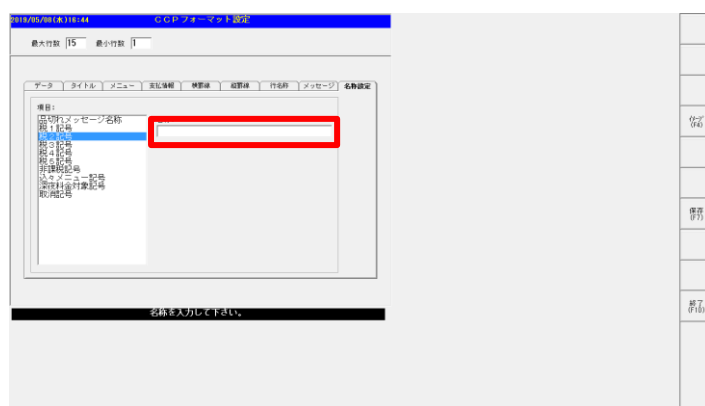 2019/05/08(水)16:44 CCPフォーマット設定
最大行数 15 最小行数 1
データ タイトル メニュー 支払情報 横罫線 縦罫線 行名称 メッセージ 名称設定
項目:
品切れメッセージ名称
税1記号
税2記号
税3記号
税4記号
税5記号
非課税記号
込々メニュー記号
深夜料金対象記号
取消記号
名称を入力して下さい。
(F4)
保存
(F7)
終了
(F10)